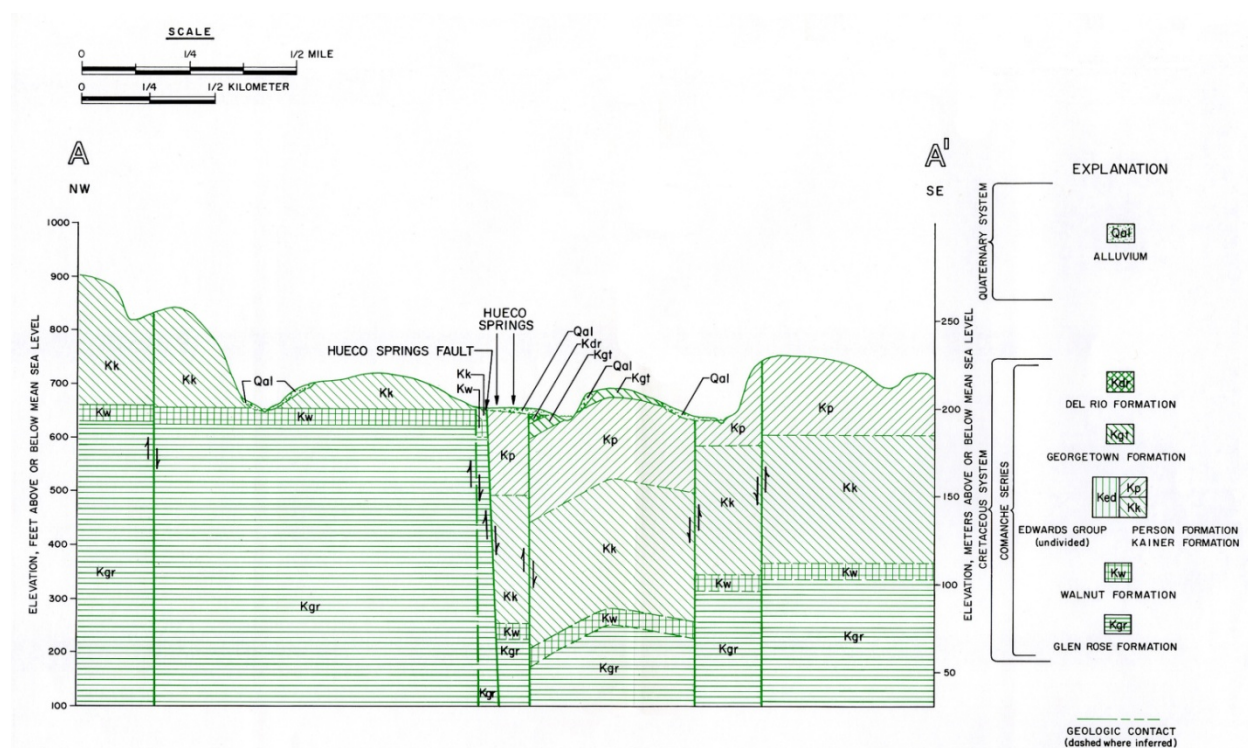 SCALE
0 1/4 1/2 MILE
0 1/4 1/2 KILOMETER
A A'
NW SE
EXPLANATION
QUATERNARY SYSTEM
Qal
ALLUVIUM
CRETACEOUS SYSTEM
COMANCHE SERIES
Kdr
DEL RIO FORMATION
Kgt
GEORGETOWN FORMATION
Ked Kp
Kk
EDWARDS GROUP PERSON FORMATION
(undivided) KAINER FORMATION
Kw
WALNUT FORMATION
Kgr
GLEN ROSE FORMATION
GEOLOGIC CONTACT
(dashed where inferred)
ELEVATION, FEET ABOVE OR BELOW MEAN SEA LEVEL
1000
900
800
700
600
500
400
300
200
100
ELEVATION, METERS ABOVE OR BELOW MEAN SEA LEVEL
250
200
150
100
50
HUECO
SPRINGS
HUECO SPRINGS FAULT
Qal
Kdr
Kgt
Qal
Kgt
Qal
Kk
Kw
Kk
Kk
Qal
Kk
Kw
Kw
Kp
Kp
Kp
Kp
Kk
Kk
Kk
Kk
Kw
Kw
Kw
Kw
Kgr
Kgr
Kgr
Kgr
Kgr
Kgr
Kgr